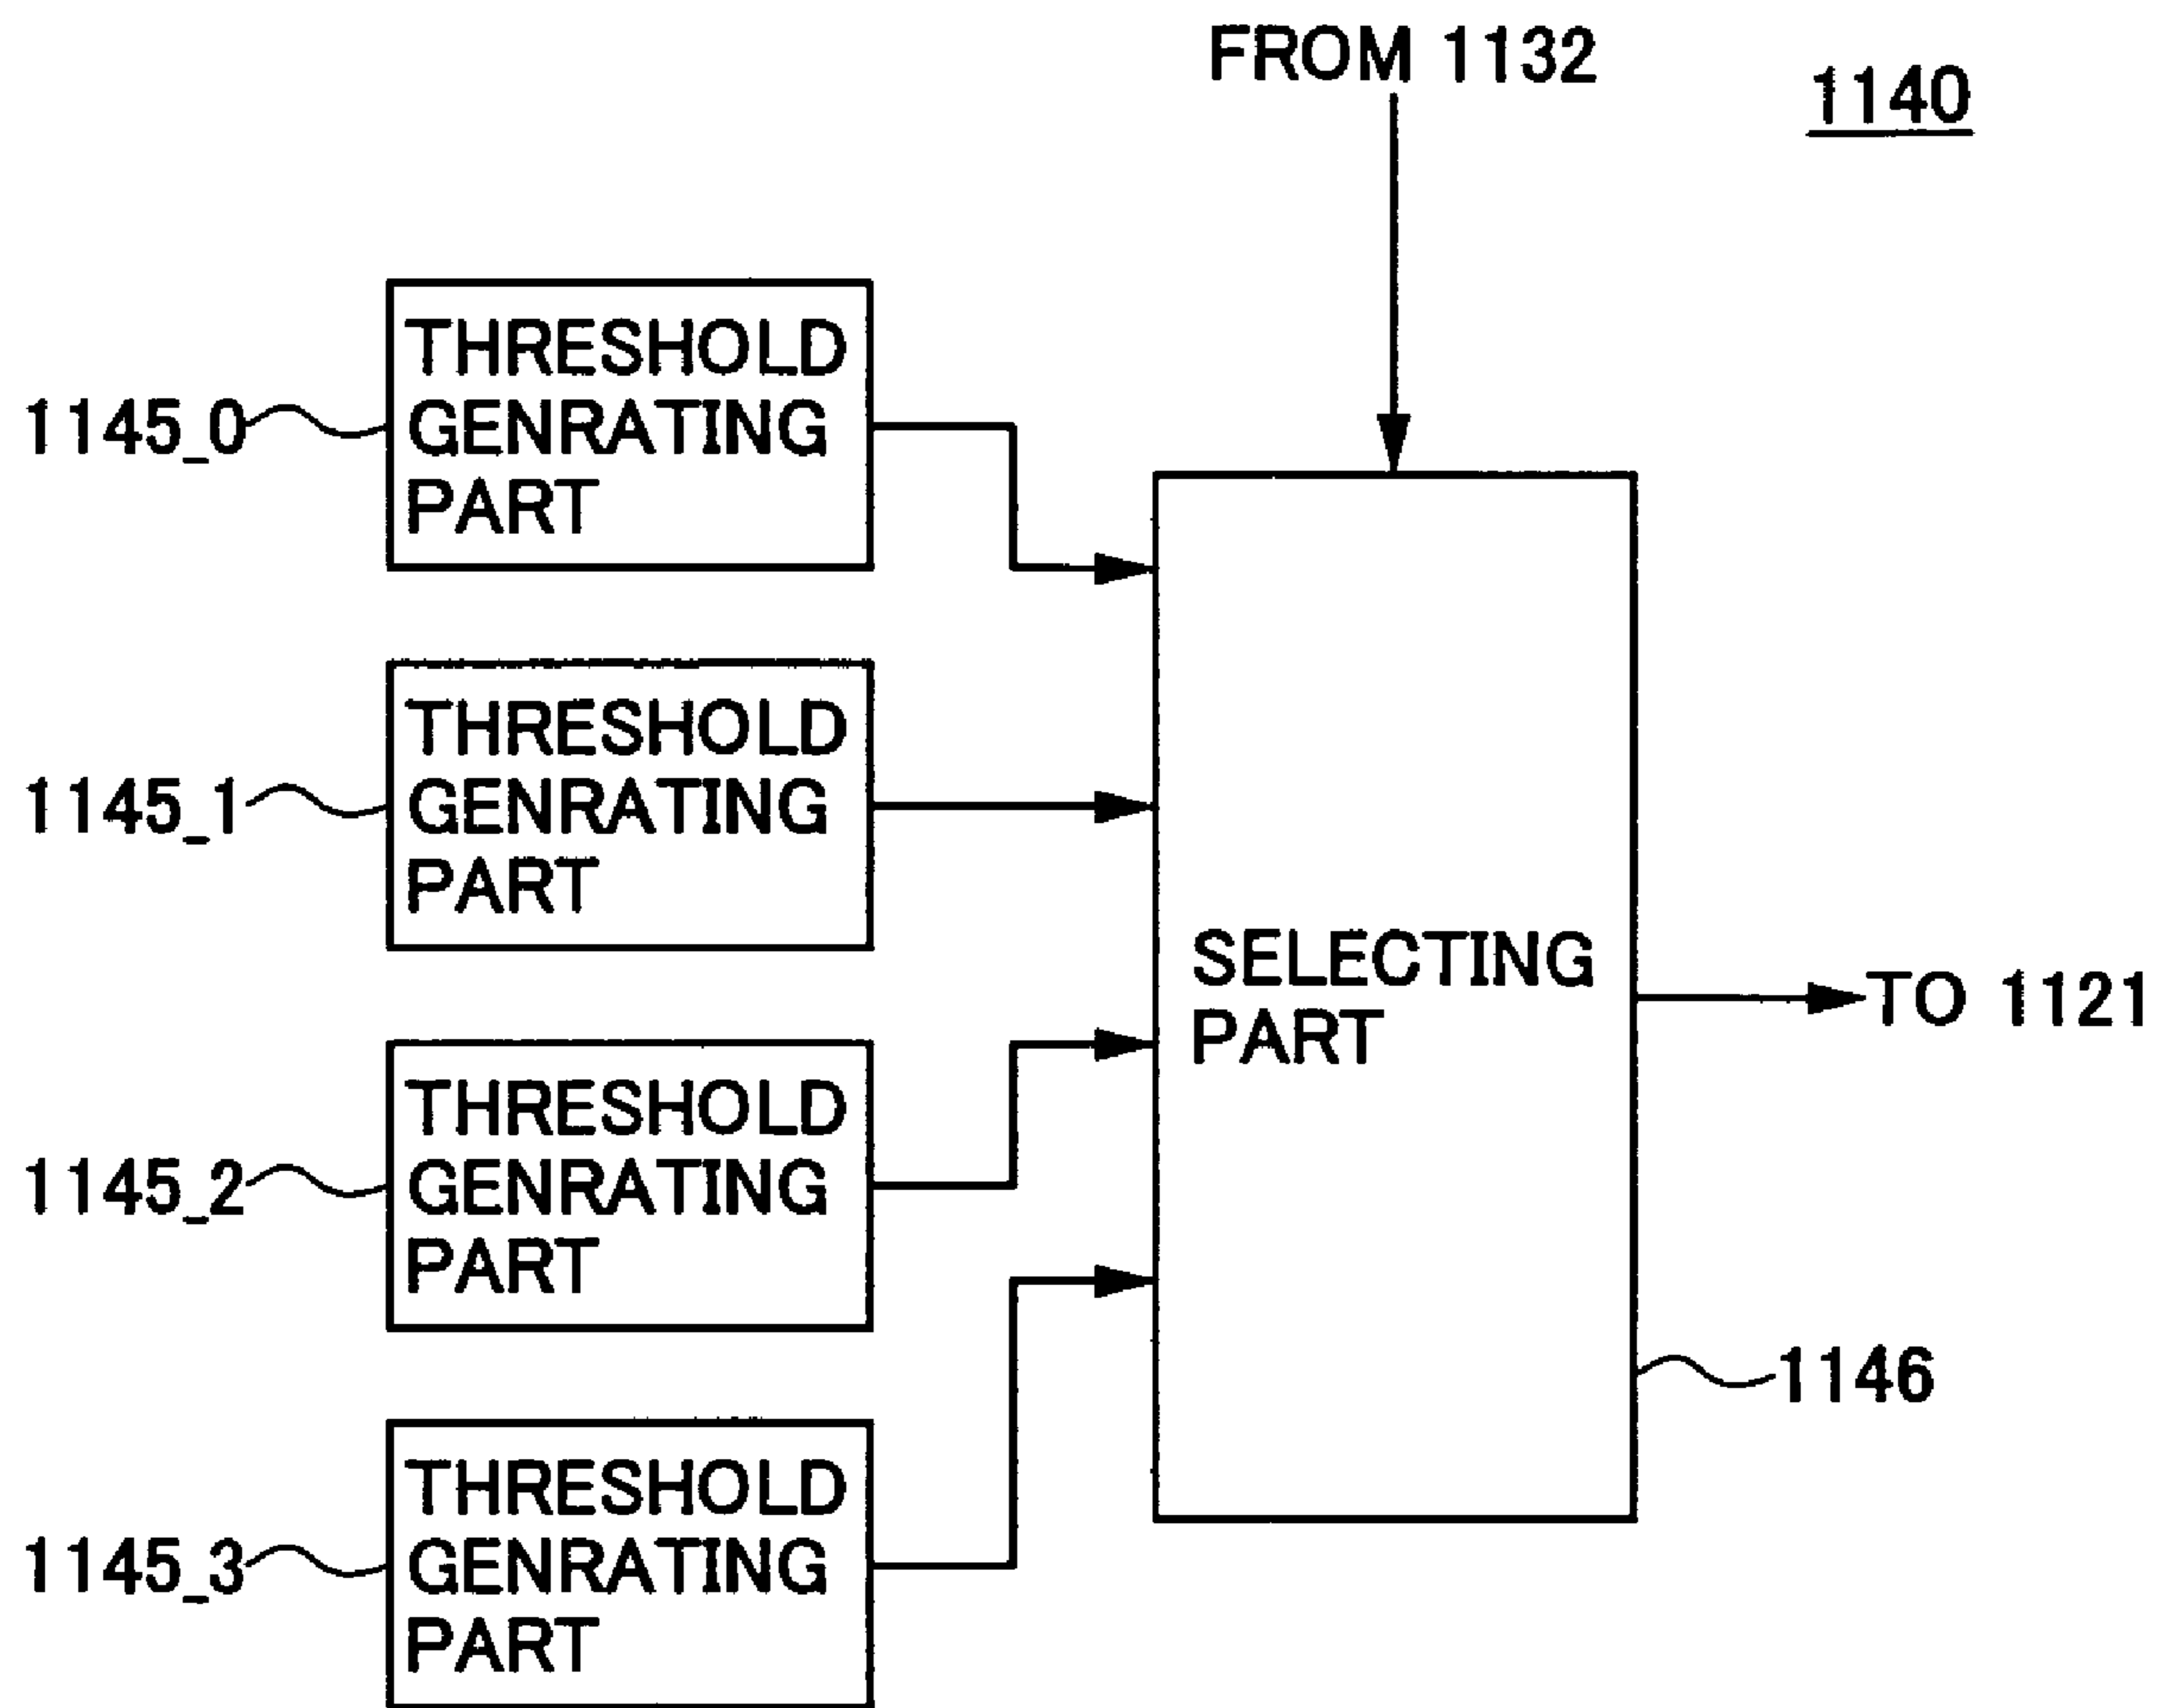 FROM 1132
1140
THRESHOLD
1145_0 GENRATING
PART
THRESHOLD
1145_1 GENRATING
PART
SELECTING
PART
TO 1121
THRESHOLD
1145_2 GENRATING
PART
1146
THRESHOLD
1145_3 GENRATING
PART